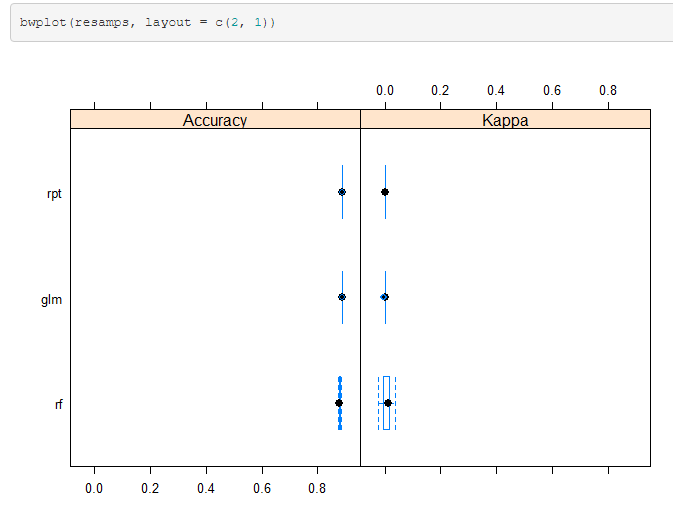 bwplot(resamps, layout = c(2, 1))
0.0 0.2 0.4 0.6 0.8
Accuracy Kappa
rpt
glm
rf
0.0 0.2 0.4 0.6 0.8